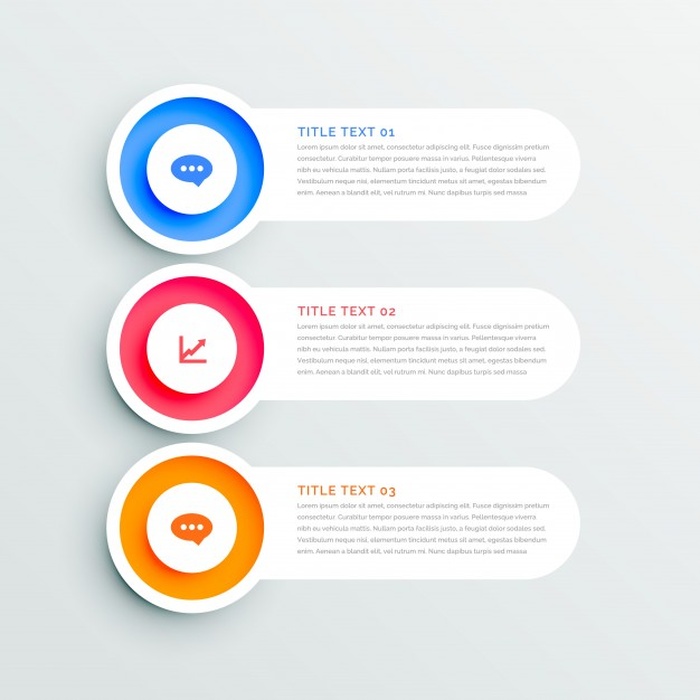 TITLE TEXT 01
Lorem ipsum dolor sit amet, consectetur adipiscing elit. Fusce dignissim pretium
consectetur. Curabitur tempor posuere massa in varius. Pellentesque viverra
nibh eu vehicula mattis. Nullam porta facilisis justo, a feugiat dolor sodales sed.
Vestibulum neque nisi, elementum tincidunt semper massa sit amet, bibendum
enim. Aenean a blandit elit, vel rutrum mi. Nunc dapibus turpis sed massa
TITLE TEXT 02
Lorem ipsum dolor sit amet, consectetur adipiscing elit. Fusce dignissim pretium
consectetur. Curabitur tempor posuere massa in varius. Pellentesque viverra
nibh eu vehicula mattis. Nullam porta facilisis justo, a feugiat dolor sodales sed.
Vestibulum neque nisi, elementum tincidunt semper massa sit amet, bibendum
enim. Aenean a blandit elit, vel rutrum mi. Nunc dapibus turpis sed massa
TITLE TEXT 03
Lorem ipsum dolor sit amet, consectetur adipiscing elit. Fusce dignissim pretium
consectetur. Curabitur tempor posuere massa in varius. Pellentesque viverra
nibh eu vehicula mattis. Nullam porta facilisis justo, a feugiat dolor sodales sed.
Vestibulum neque nisi, elementum tincidunt semper massa sit amet, bibendum
enim. Aenean a blandit elit, vel rutrum mi. Nunc dapibus turpis sed massa